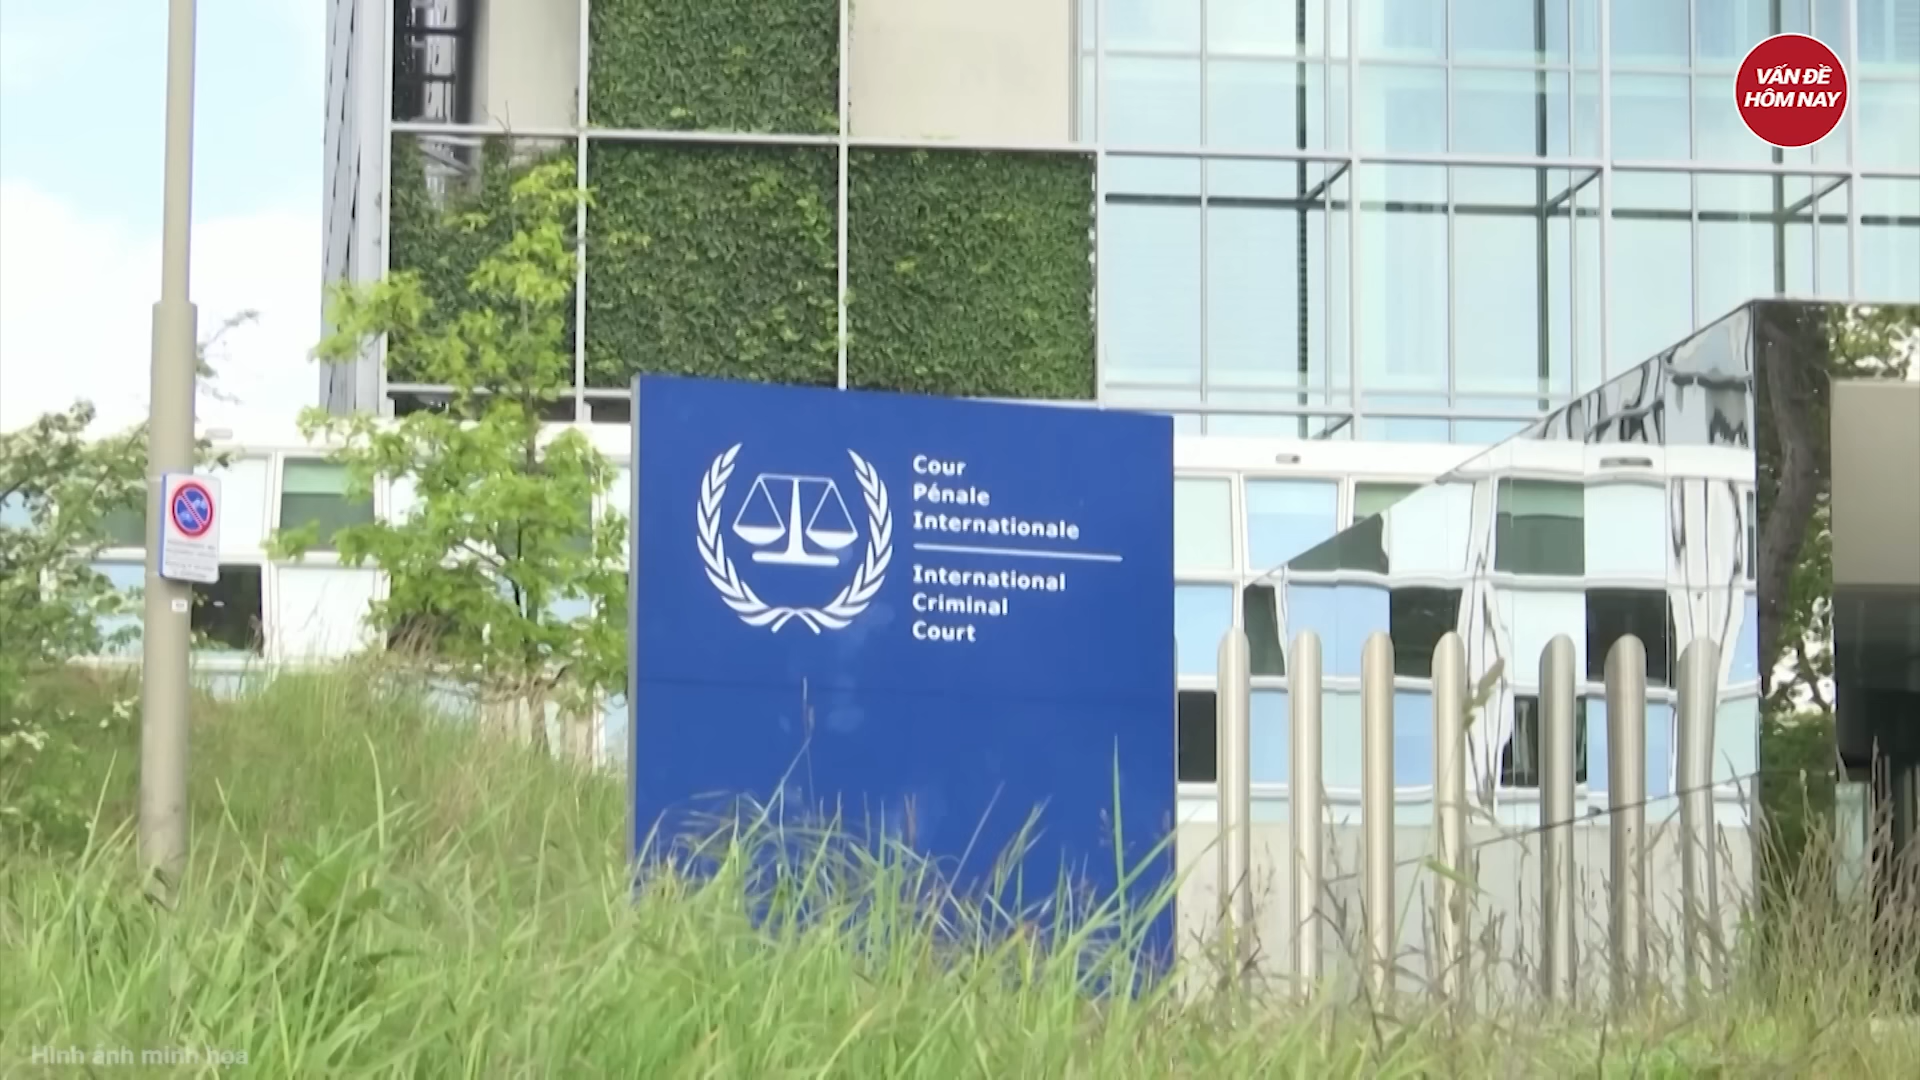 VẤN ĐỀ
HÔM NAY
Cour
Pénale
Internationale
International
Criminal
Court
Hình ảnh minh họa